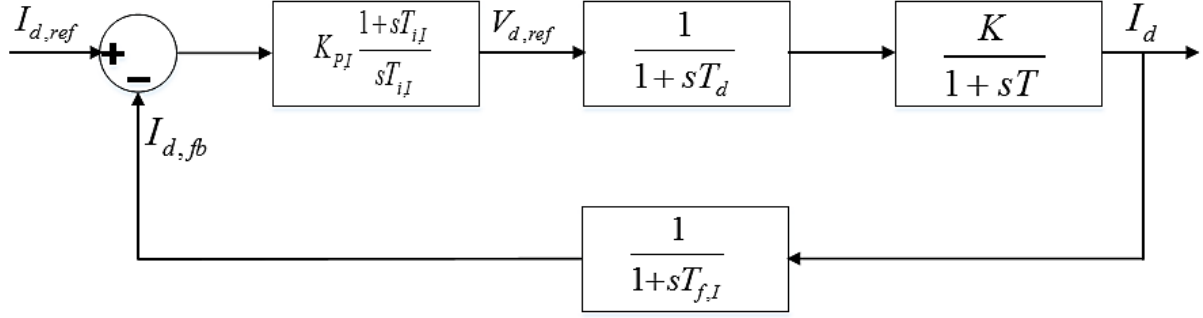 I_{d,ref}
+
−
K_{P,I} \frac{1+sT_{i,I}}{sT_{i,I}}
V_{d,ref}
\frac{1}{1+sT_d}
\frac{K}{1+sT}
I_d
I_{d,fb}
\frac{1}{1+sT_{f,I}}